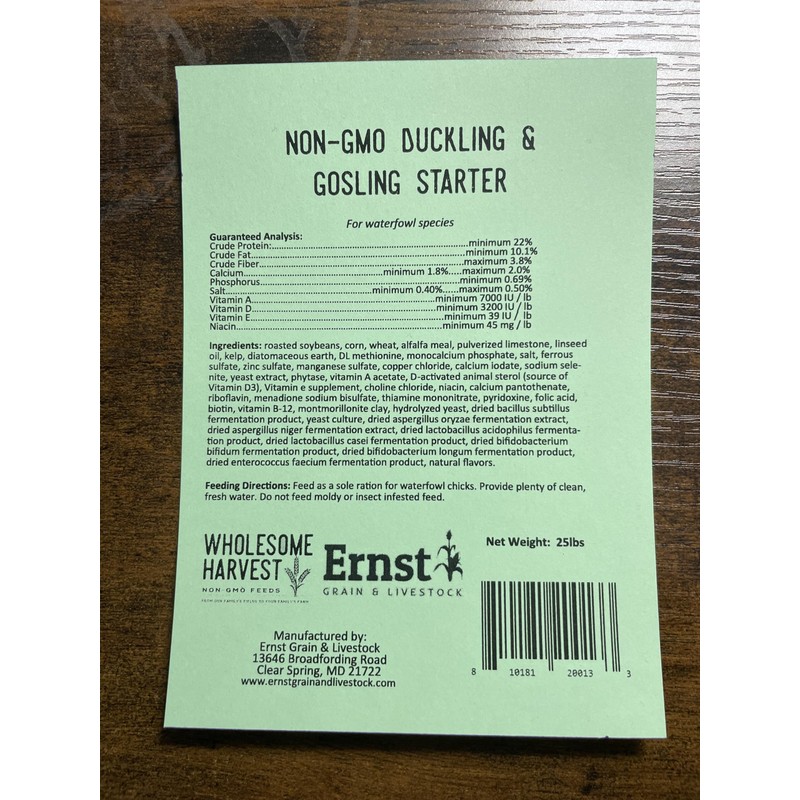 NON-GMO DUCKLING &
GOSLING STARTER
For waterfowl species
Guaranteed Analysis:
Crude Protein:..........minimum 22%
Crude Fat..........minimum 10.1%
Crude Fiber..........maximum 3.8%
Calcium..........minimum 1.8%.....maximum 2.0%
Phosphorus..........minimum 0.69%
Salt..........minimum 0.40%......maximum 0.50%
Vitamin A..........minimum 7000 IU / lb
Vitamin D..........minimum 3200 IU / lb
Vitamin E..........minimum 39 IU / lb
Niacin..........minimum 45 mg / lb
Ingredients: roasted soybeans, corn, wheat, alfalfa meal, pulverized limestone, linseed
oil, kelp, diatomaceous earth, DL methionine, monocalcium phosphate, salt, ferrous
sulfate, zinc sulfate, manganese sulfate, copper chloride, calcium iodate, sodium sele-
nite, yeast extract, phytase, vitamin A acetate, D-activated animal sterol (source of
Vitamin D3), Vitamin e supplement, choline chloride, niacin, calcium pantothenate,
riboflavin, menadione sodium bisulfate, thiamine mononitrate, pyridoxine, folic acid,
biotin, vitamin B-12, montmorillonite clay, hydrolyzed yeast, dried bacillus subtillus
fermentation product, yeast culture, dried aspergillus oryzae fermentation extract,
dried aspergillus niger fermentation extract, dried lactobacillus acidophilus fermenta-
tion product, dried lactobacillus casei fermentation product, dried bifidobacterium
bifidum fermentation product, dried bifidobacterium longum fermentation product,
dried enterococcus faecium fermentation product, natural flavors.
Feeding Directions: Feed as a sole ration for waterfowl chicks. Provide plenty of clean,
fresh water. Do not feed moldy or insect infested feed.
WHOLESOME
HARVEST
NON-GMO FEEDS
FROM OUR FAMILY'S FIELDS TO YOUR FAMILY'S FARM
Ernst
GRAIN & LIVESTOCK
Net Weight: 25lbs
Manufactured by:
Ernst Grain & Livestock
13646 Broadfording Road
Clear Spring, MD 21722
www.ernstgrainandlivestock.com
8 10181 20013 3